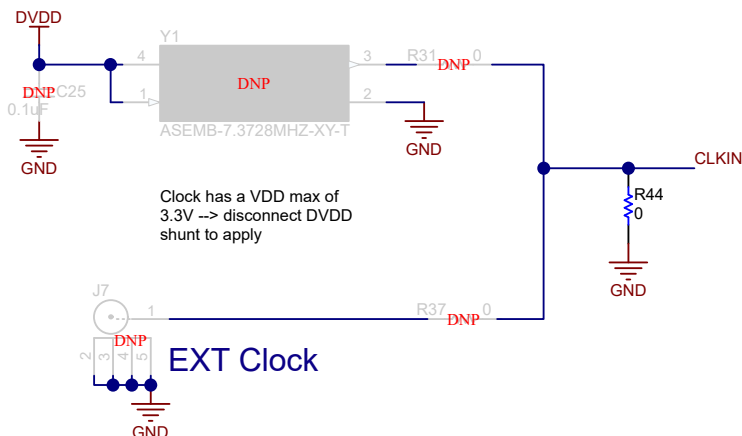 DVDD
Y1
4
3
R31
0
DNP
DNP
DNP
C25
0.1uF
1
2
ASEMB-7.3728MHZ-XY-T
GND
GND
CLKIN
R44
0
GND
Clock has a VDD max of
3.3V --> disconnect DVDD
shunt to apply
J7
1
R37
0
DNP
DNP
2
3
4
5
EXT Clock
GND